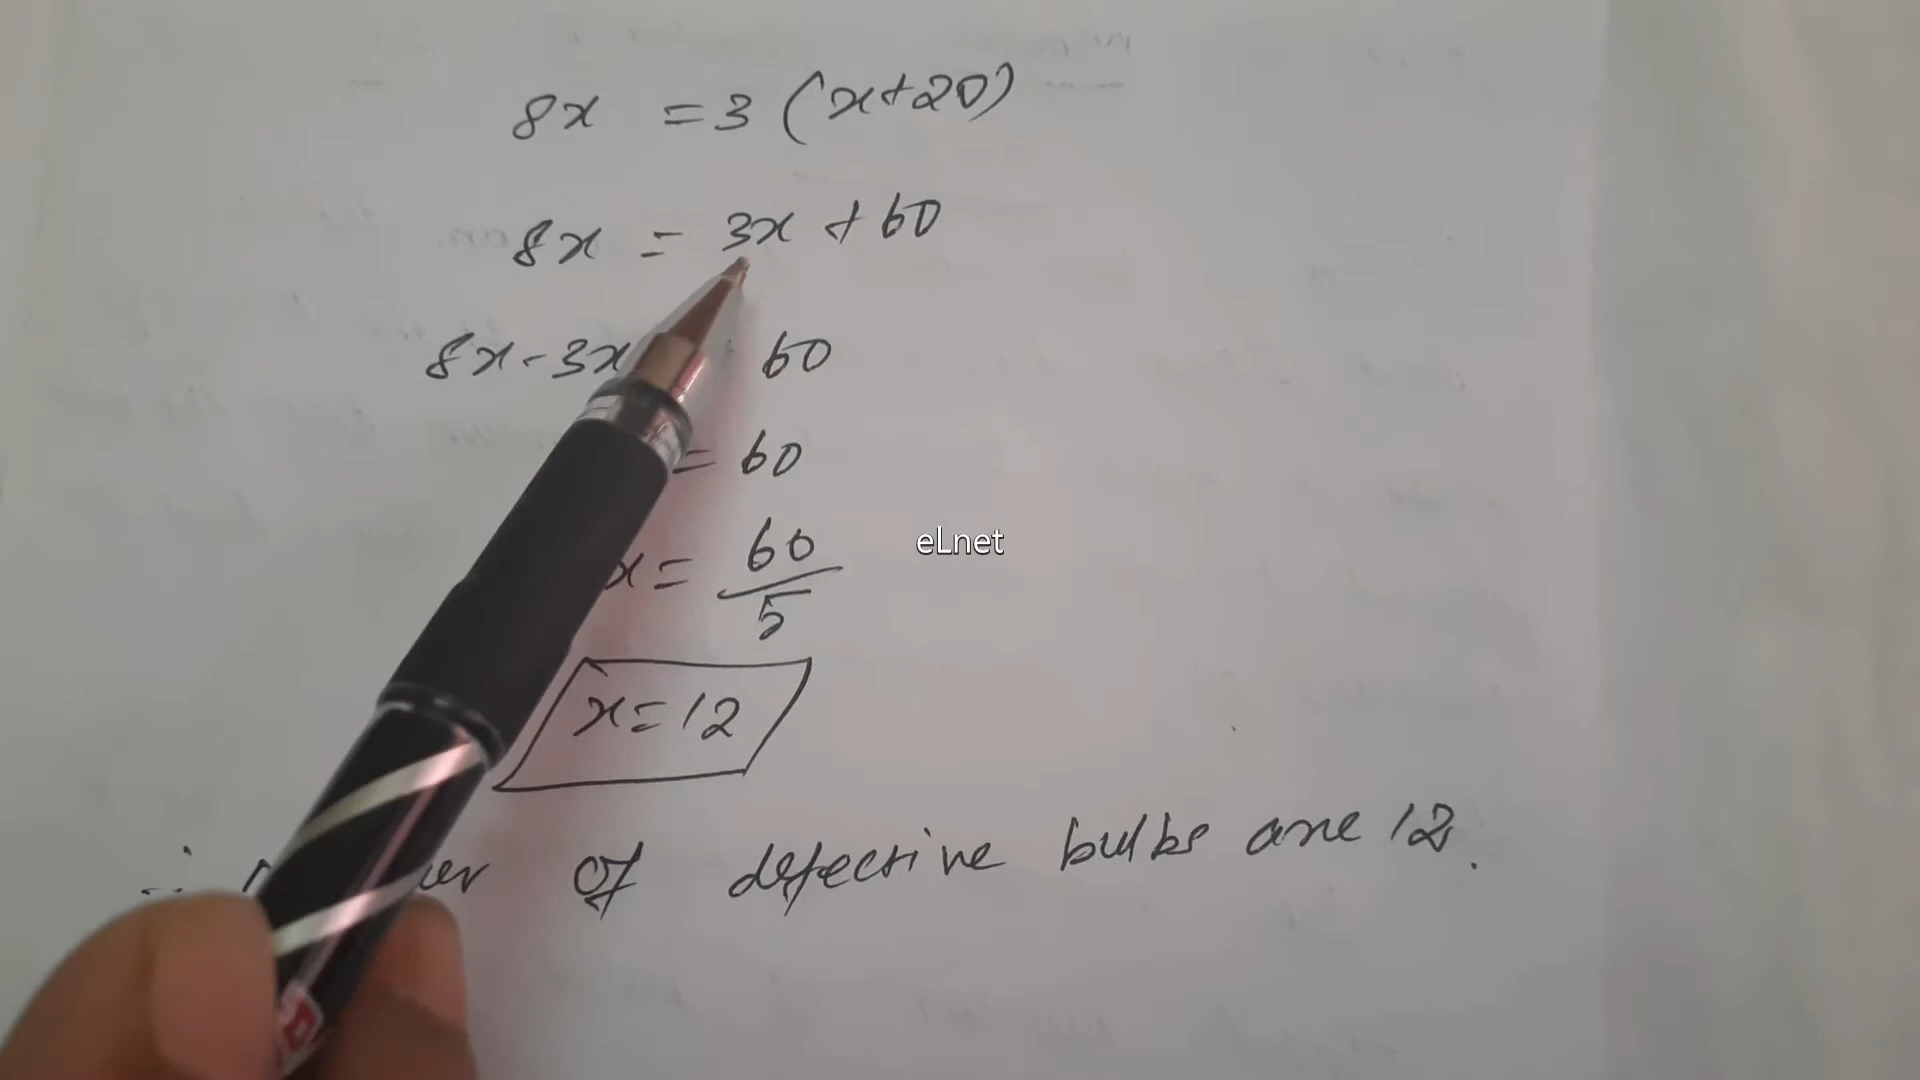 8x = 3 (x+20)
8x = 3x + 60
8x - 3x 60
= 60
x = 60/5
x = 12
∴ of defective bulbs are 12.
eLnet